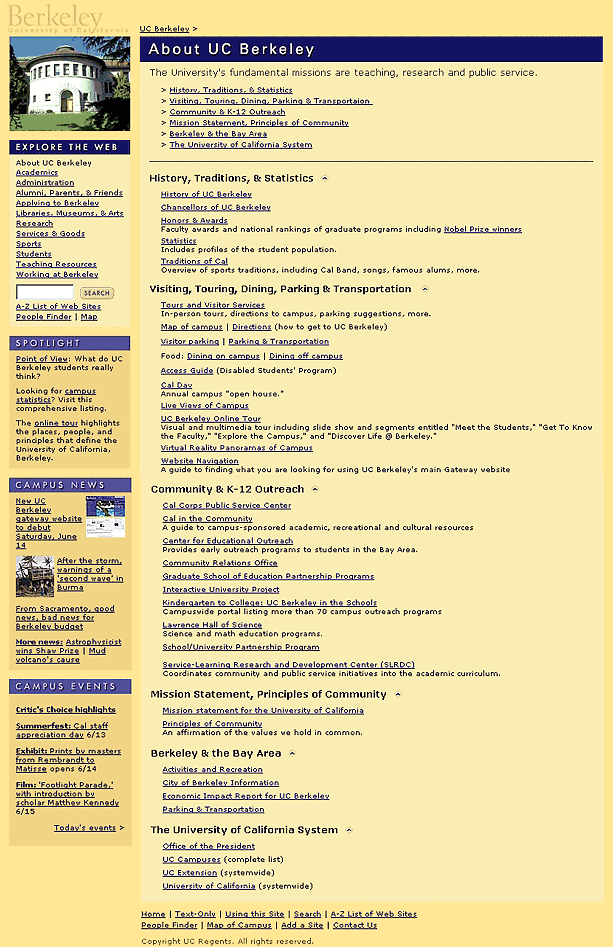 Berkeley
University of California
UC Berkeley >
About UC Berkeley
The University's fundamental missions are teaching, research and public service.
> History, Traditions, & Statistics
> Visiting, Touring, Dining, Parking & Transportaion
> Community & K-12 Outreach
> Mission Statement, Principles of Community
> Berkeley & the Bay Area
> The University of California System
EXPLORE THE WEB
About UC Berkeley
Academics
Administration
Alumni, Parents, & Friends
Applying to Berkeley
Libraries, Museums, & Arts
Research
Services & Goods
Sports
Students
Teaching Resources
Working at Berkeley
SEARCH
A-Z List of Web Sites
People Finder | Map
SPOTLIGHT
Point of View: What do UC
Berkeley students really
think?
Looking for campus
statistics? Visit this
comprehensive listing.
The online tour highlights
the places, people, and
principles that define the
University of California,
Berkeley.
CAMPUS NEWS
New UC
Berkeley
gateway website
to debut
Saturday, June
14
After the storm,
warnings of a
'second wave' in
Burma
From Sacramento, good
news, bad news for
Berkeley budget
More news: Astrophysicist
wins Shaw Prize | Mud
volcano's cause
CAMPUS EVENTS
Critic's Choice highlights
Summerfest: Cal staff
appreciation day 6/13
Exhibit: Prints by masters
from Rembrandt to
Matisse opens 6/14
Film: 'Footlight Parade,'
with introduction by
scholar Matthew Kennedy
6/15
Today's events >
History, Traditions, & Statistics
History of UC Berkeley
Chancellors of UC Berkeley
Honors & Awards
Faculty awards and national rankings of graduate programs including Nobel Prize winners
Statistics
Includes profiles of the student population.
Traditions of Cal
Overview of sports traditions, including Cal Band, songs, famous alums, more.
Visiting, Touring, Dining, Parking & Transportation
Tours and Visitor Services
In-person tours, directions to campus, parking suggestions, more.
Map of campus | Directions (how to get to UC Berkeley)
Visitor parking | Parking & Transportation
Food: Dining on campus | Dining off campus
Access Guide (Disabled Students' Program)
Cal Day
Annual campus "open house."
Live Views of Campus
UC Berkeley Online Tour
Visual and multimedia tour including slide show and segments entitled "Meet the Students," "Get To Know
the Faculty," "Explore the Campus," and "Discover Life @ Berkeley."
Virtual Reality Panoramas of Campus
Website Navigation
A guide to finding what you are looking for using UC Berkeley's main Gateway website
Community & K-12 Outreach
Cal Corps Public Service Center
Cal in the Community
A guide to campus-sponsored academic, recreational and cultural resources
Center for Educational Outreach
Provides early outreach programs to students in the Bay Area.
Community Relations Office
Graduate School of Education Partnership Programs
Interactive University Project
Kindergarten to College: UC Berkeley in the Schools
Campuswide portal listing more than 70 campus outreach programs
Lawrence Hall of Science
Science and math education programs.
School/University Partnership Program
Service-Learning Research and Development Center (SLRDC)
Coordinates community and public service initiatives into the academic curriculum.
Mission Statement, Principles of Community
Mission statement for the University of California
Principles of Community
An affirmation of the values we hold in common.
Berkeley & the Bay Area
Activities and Recreation
City of Berkeley Information
Economic Impact Report for UC Berkeley
Parking & Transportation
The University of California System
Office of the President
UC Campuses (complete list)
UC Extension (systemwide)
University of California (systemwide)
Home | Text-Only | Using this Site | Search | A-Z List of Web Sites
People Finder | Map of Campus | Add a Site | Contact Us
Copyright UC Regents. All rights reserved.